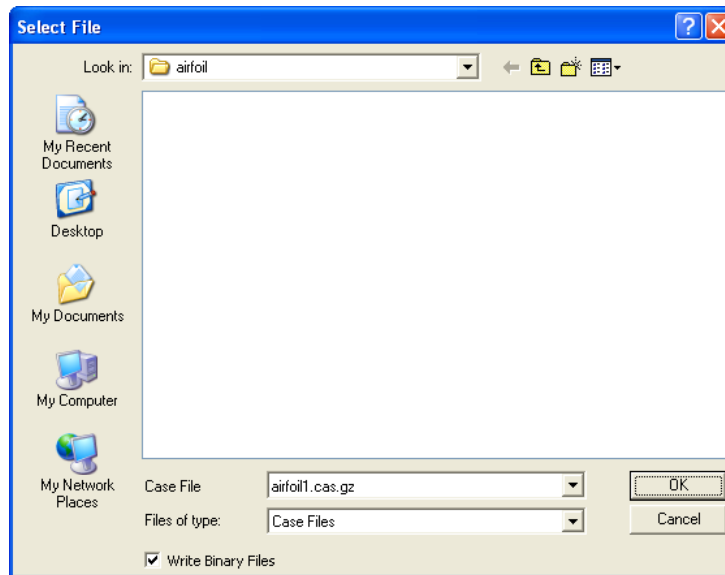 Select File
Look in:
airfoil
My Recent
Documents
Desktop
My Documents
My Computer
My Network
Places
Case File
airfoil1.cas.gz
OK
Files of type:
Case Files
Cancel
Write Binary Files